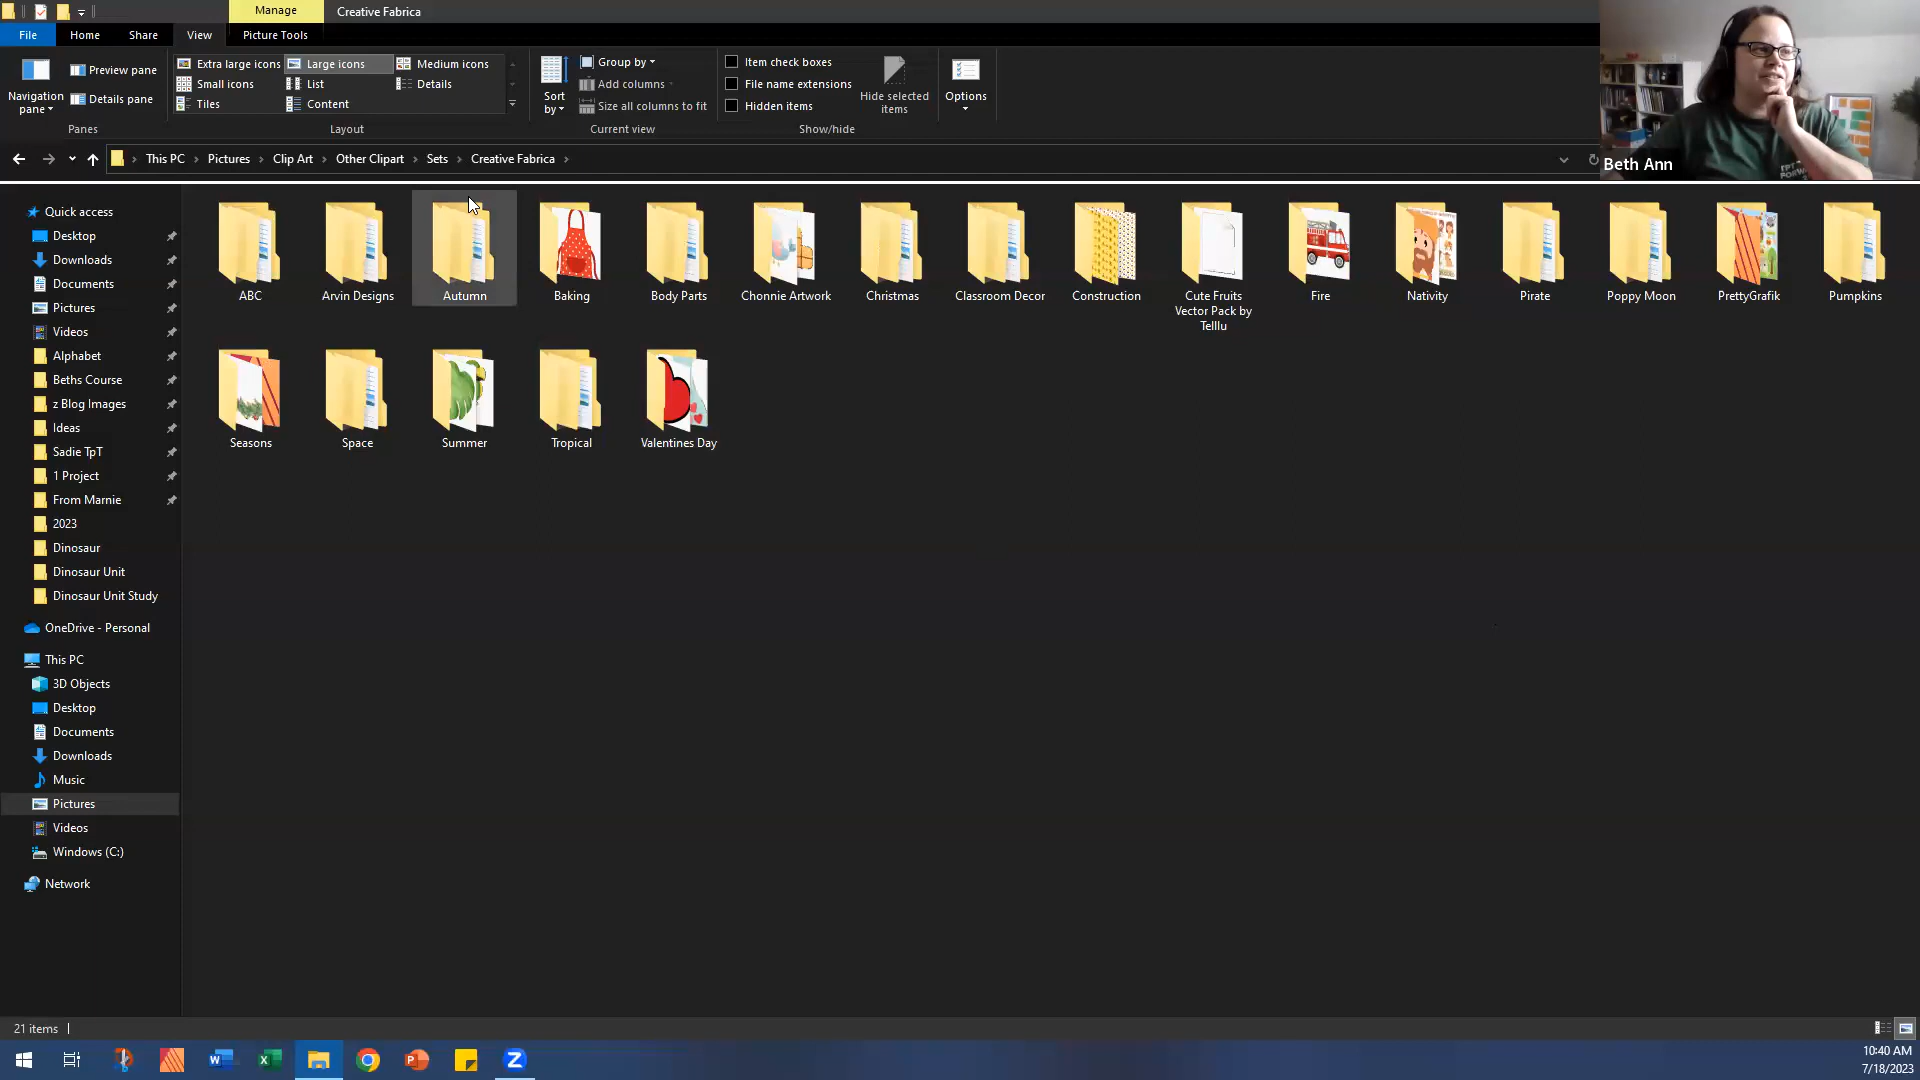 Manage
Creative Fabrica
File
Home
Share
View
Picture Tools
Navigation
pane
Preview pane
Details pane
Panes
Extra large icons
Large icons
Medium icons
Small icons
List
Details
Tiles
Content
Layout
Sort
by
Group by
Add columns
Size all columns to fit
Current view
Item check boxes
File name extensions
Hidden items
Hide selected
items
Show/hide
Options
This PC
Pictures
Clip Art
Other Clipart
Sets
Creative Fabrica
Beth Ann
Quick access
Desktop
Downloads
Documents
Pictures
Videos
Alphabet
Beths Course
z Blog Images
Ideas
Sadie TpT
1 Project
From Marnie
2023
Dinosaur
Dinosaur Unit
Dinosaur Unit Study
OneDrive - Personal
This PC
3D Objects
Desktop
Documents
Downloads
Music
Pictures
Videos
Windows (C:)
Network
ABC
Arvin Designs
Autumn
Baking
Body Parts
Chonnie Artwork
Christmas
Classroom Decor
Construction
Cute Fruits
Vector Pack by
Telllu
Fire
Nativity
Pirate
Poppy Moon
PrettyGrafik
Pumpkins
Seasons
Space
Summer
Tropical
Valentines Day
21 items
10:40 AM
7/18/2023